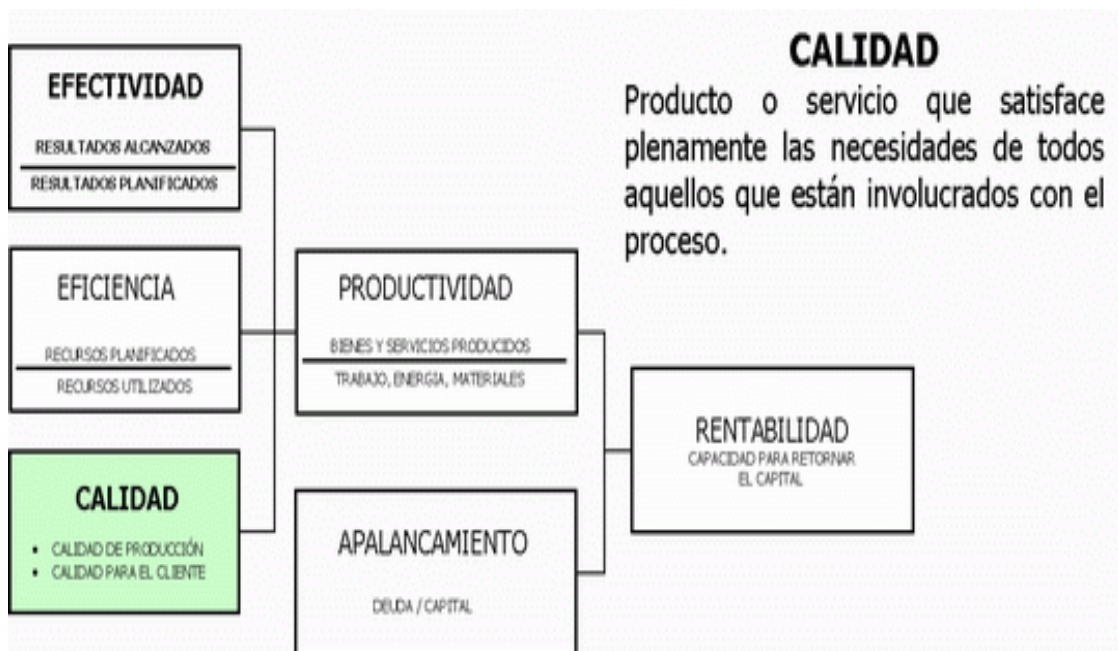 EFECTIVIDAD
RESULTADOS ALCANZADOS
RESULTADOS PLANIFICADOS
EFICIENCIA
RECURSOS PLANIFICADOS
RECURSOS UTILIZADOS
CALIDAD
• CALIDAD DE PRODUCCIÓN
• CALIDAD PARA EL CLIENTE
PRODUCTIVIDAD
BIENES Y SERVICIOS PRODUCIDOS
TRABAJO, ENERGIA, MATERIALES
APALANCAMIENTO
DEUDA / CAPITAL
RENTABILIDAD
CAPACIDAD PARA RETORNAR
EL CAPITAL
CALIDAD
Producto o servicio que satisface
plenamente las necesidades de todos
aquellos que están involucrados con el
proceso.